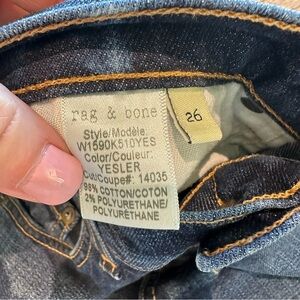 rag & bone
Style/Modèle:
W1590K510YES
Color/Couleur:
YESLER
Cut/Coupe#: 14035
98% COTTON/COTON
2% POLYURETHANE/
POLYURETHANE
26